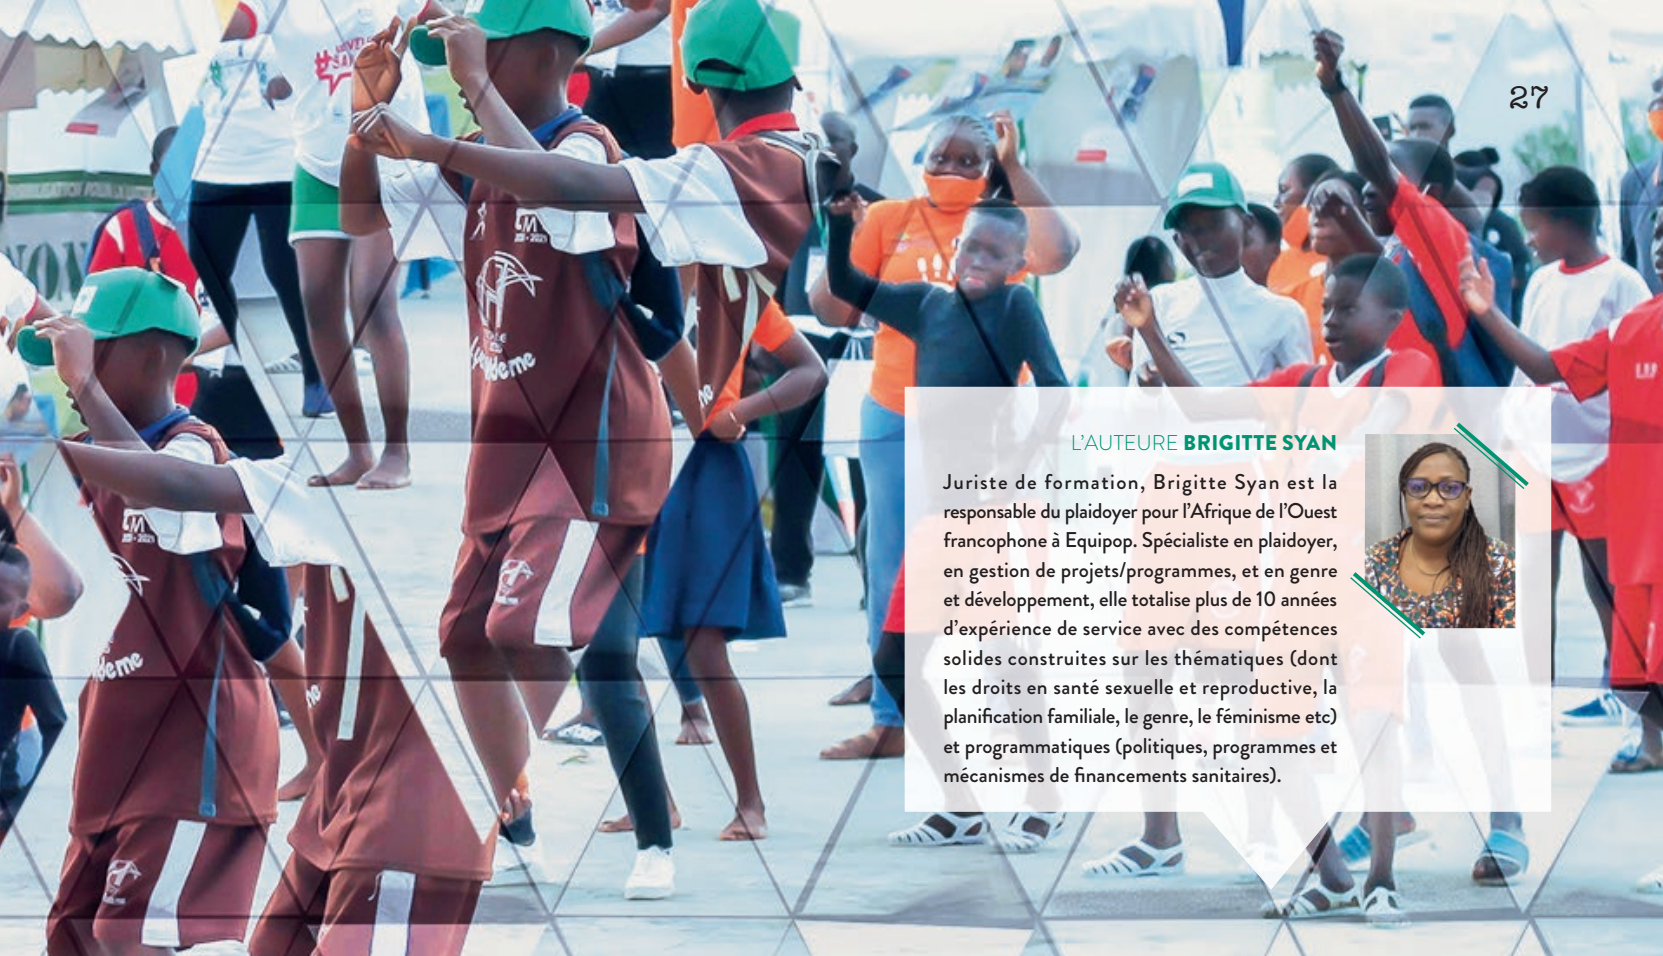 27
L'AUTEURE BRIGITTE SYAN
Juriste de formation, Brigitte Syan est la
responsable du plaidoyer pour l'Afrique de l'Ouest
francophone à Equipop. Spécialiste en plaidoyer,
en gestion de projets/programmes, et en genre
et développement, elle totalise plus de 10 années
d'expérience de service avec des compétences
solides construites sur les thématiques (dont
les droits en santé sexuelle et reproductive, la
planification familiale, le genre, le féminisme etc)
et programmatiques (politiques, programmes et
mécanismes de financements sanitaires).